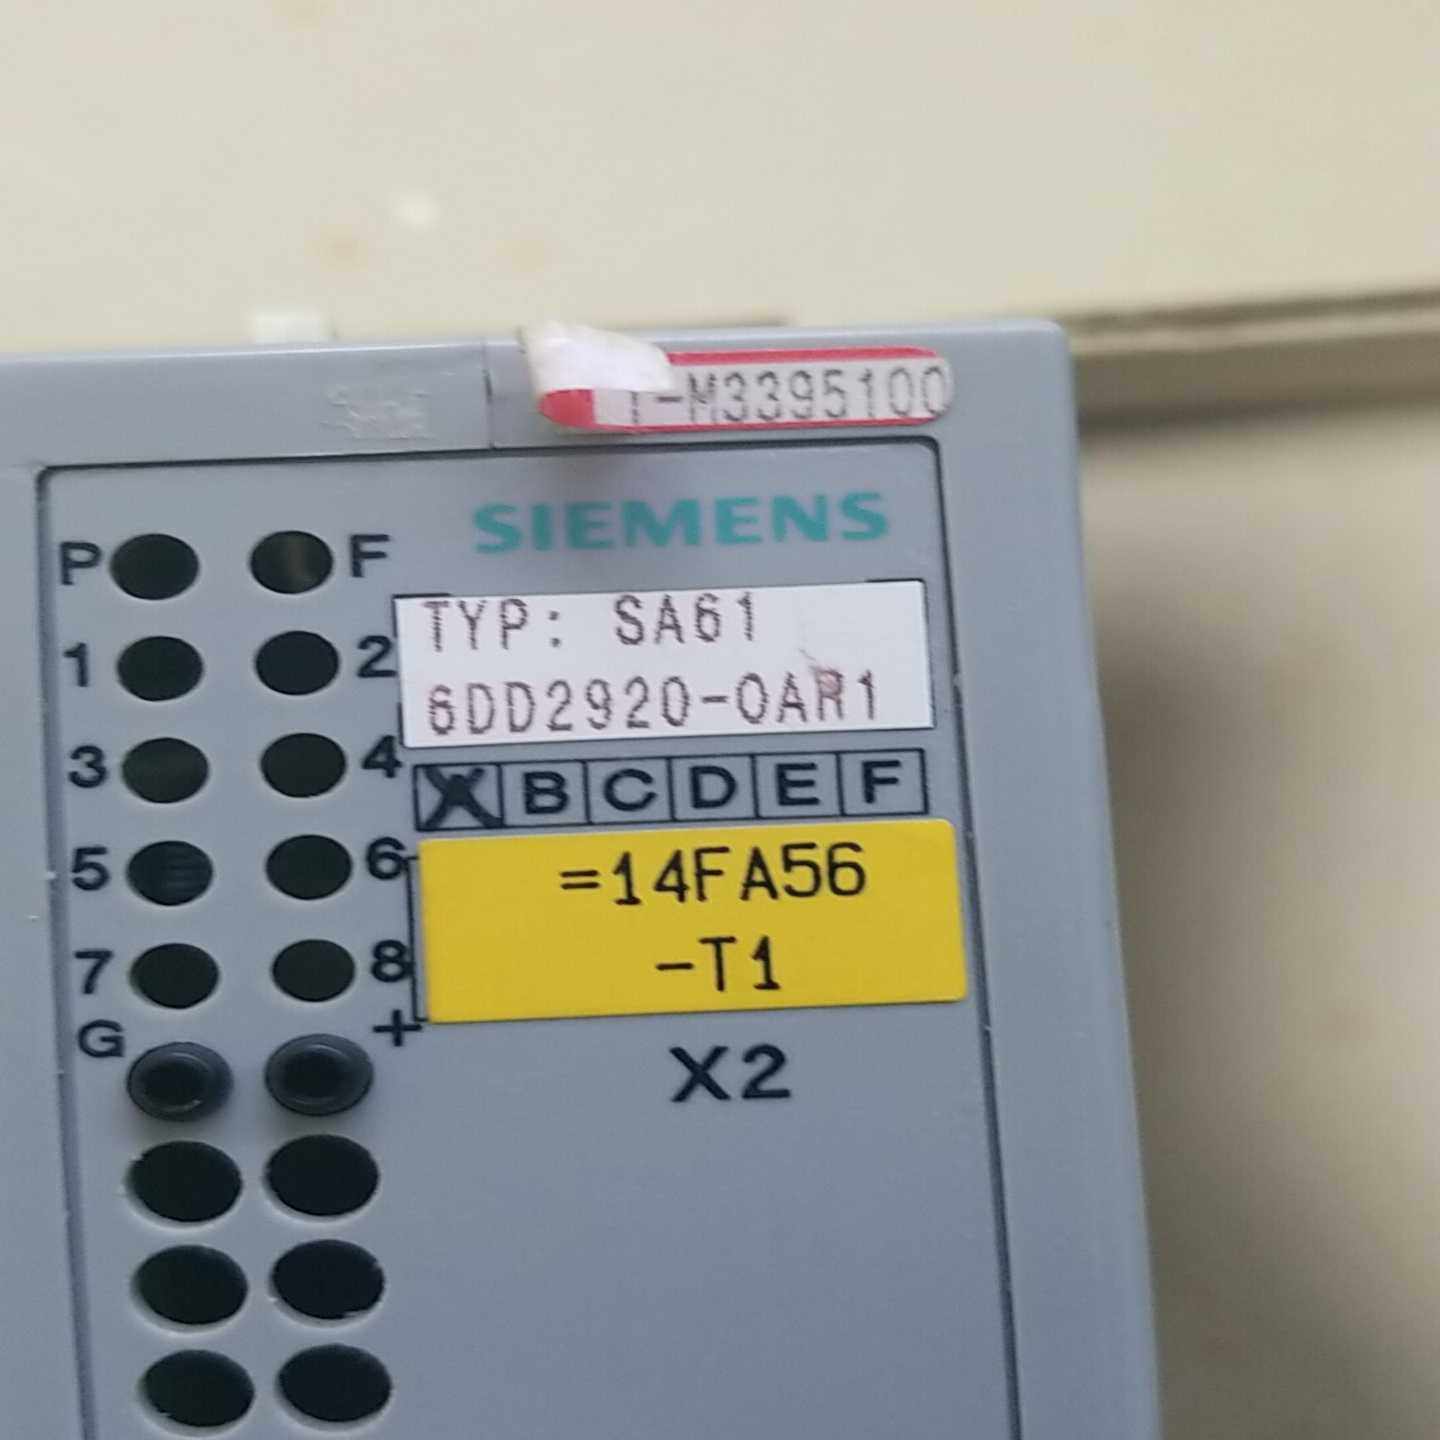 -M3395100
SIEMENS
P F
TYP: SA61
1 2
6DD2920-0AR1
3 4
B C D E F
5 6
=14FA56
7 8
-T1
G +
X2